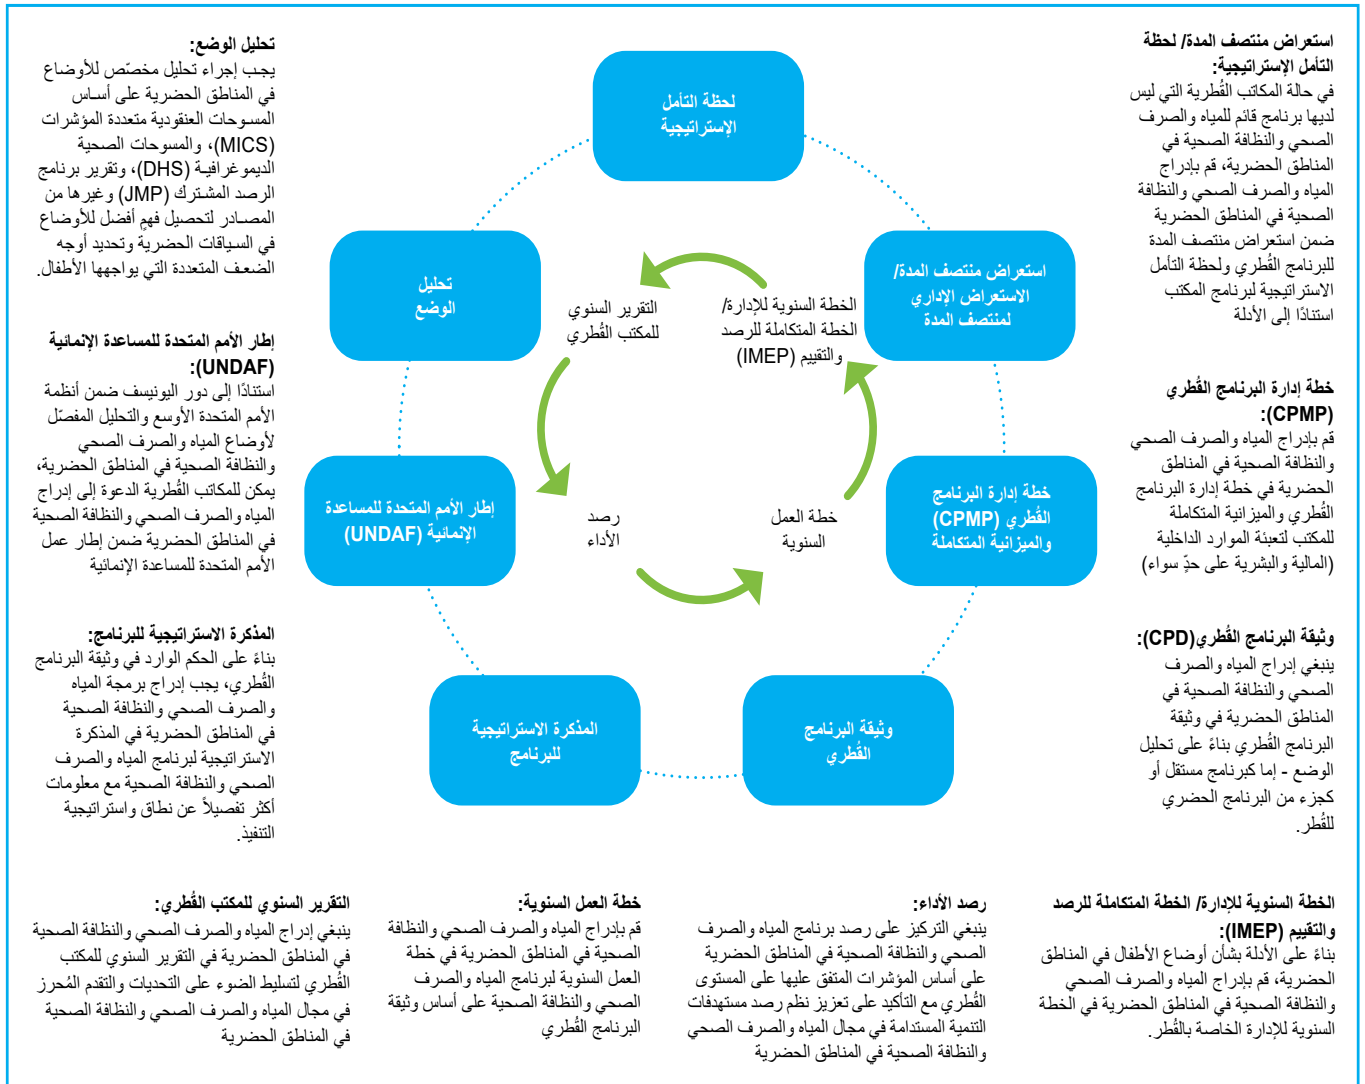 استعراض منتصف المدة/ لحظة
التأمل الإستراتيجية:
في حالة المكاتب القُطرية التي ليس
لديها برنامج قائم للمياه والصرف
الصحي والنظافة الصحية في
المناطق الحضرية، قم بإدراج
المياه والصرف الصحي والنظافة
الصحية في المناطق الحضرية
ضمن استعراض منتصف المدة
للبرنامج القُطري ولحظة التأمل
الاستراتيجية لبرنامج المكتب
استنادًا إلى الأدلة
خطة إدارة البرنامج القُطري
(CPMP):
قم بإدراج المياه والصرف الصحي
والنظافة الصحية في المناطق
الحضرية في خطة إدارة البرنامج
القُطري والميزانية المتكاملة
للمكتب لتعبئة الموارد الداخلية
(المالية والبشرية على حدٍ سواء)
وثيقة البرنامج القُطري(CPD):
ينبغي إدراج المياه والصرف
الصحي والنظافة الصحية في
المناطق الحضرية في وثيقة
البرنامج القُطري بناءً على تحليل
الوضع - إما كبرنامج مستقل أو
كجزء من البرنامج الحضري
للقُطر.
لحظة التأمل
الإستراتيجية
استعراض منتصف المدة/
الاستعراض الإداري
لمنتصف المدة
خطة إدارة البرنامج
القُطري (CPMP)
والميزانية المتكاملة
وثيقة البرنامج
القُطري
المذكرة الاستراتيجية
للبرنامج
إطار الأمم المتحدة للمساعدة
الإنمائية (UNDAF)
تحليل
الوضع
الخطة السنوية للإدارة/
الخطة المتكاملة للرصد
والتقييم (IMEP)
التقرير السنوي
للمكتب القُطري
رصد
الأداء
خطة العمل
السنوية
تحليل الوضع:
يجب إجراء تحليل مخصّص للأوضاع
في المناطق الحضرية على أساس
المسوحات العنقودية متعددة المؤشرات
(MICS)، والمسوحات الصحية
الديموغرافية (DHS)، وتقرير برنامج
الرصد المشترك (JMP) وغيرها من
المصادر لتحصيل فهمٍ أفضل للأوضاع
في السياقات الحضرية وتحديد أوجه
الضعف المتعددة التي يواجهها الأطفال.
إطار الأمم المتحدة للمساعدة الإنمائية
(UNDAF):
استنادًا إلى دور اليونيسف ضمن أنظمة
الأمم المتحدة الأوسع والتحليل المفصّل
لأوضاع المياه والصرف الصحي
والنظافة الصحية في المناطق الحضرية،
يمكن للمكاتب القُطرية الدعوة إلى إدراج
المياه والصرف الصحي والنظافة الصحية
في المناطق الحضرية ضمن إطار عمل
الأمم المتحدة للمساعدة الإنمائية
المذكرة الاستراتيجية للبرنامج:
بناءً على الحكم الوارد في وثيقة البرنامج
القُطري، يجب إدراج برمجة المياه
والصرف الصحي والنظافة الصحية
في المناطق الحضرية في المذكرة
الاستراتيجية لبرنامج المياه والصرف
الصحي والنظافة الصحية مع معلومات
أكثر تفصيلاً عن نطاق واستراتيجية
التنفيذ.
الخطة السنوية للإدارة/ الخطة المتكاملة للرصد
والتقييم (IMEP):
بناءً على الأدلة بشأن أوضاع الأطفال في المناطق
الحضرية، قم بإدراج المياه والصرف الصحي
والنظافة الصحية في المناطق الحضرية في الخطة
السنوية للإدارة الخاصة بالقُطر.
رصد الأداء:
ينبغي التركيز على رصد برنامج المياه والصرف
الصحي والنظافة الصحية في المناطق الحضرية
على أساس المؤشرات المتفق عليها على المستوى
القُطري مع التأكيد على تعزيز نظم رصد مستهدفات
التنمية المستدامة في مجال المياه والصرف الصحي
والنظافة الصحية في المناطق الحضرية
خطة العمل السنوية:
قم بإدراج المياه والصرف الصحي والنظافة
الصحية في المناطق الحضرية في خطة
العمل السنوية لبرنامج المياه والصرف
الصحي والنظافة الصحية على أساس وثيقة
البرنامج القُطري
التقرير السنوي للمكتب القُطري:
ينبغي إدراج المياه والصرف الصحي والنظافة الصحية
في المناطق الحضرية في التقرير السنوي للمكتب
القُطري لتسليط الضوء على التحديات والتقدم المُحرز
في مجال المياه والصرف الصحي والنظافة الصحية
في المناطق الحضرية